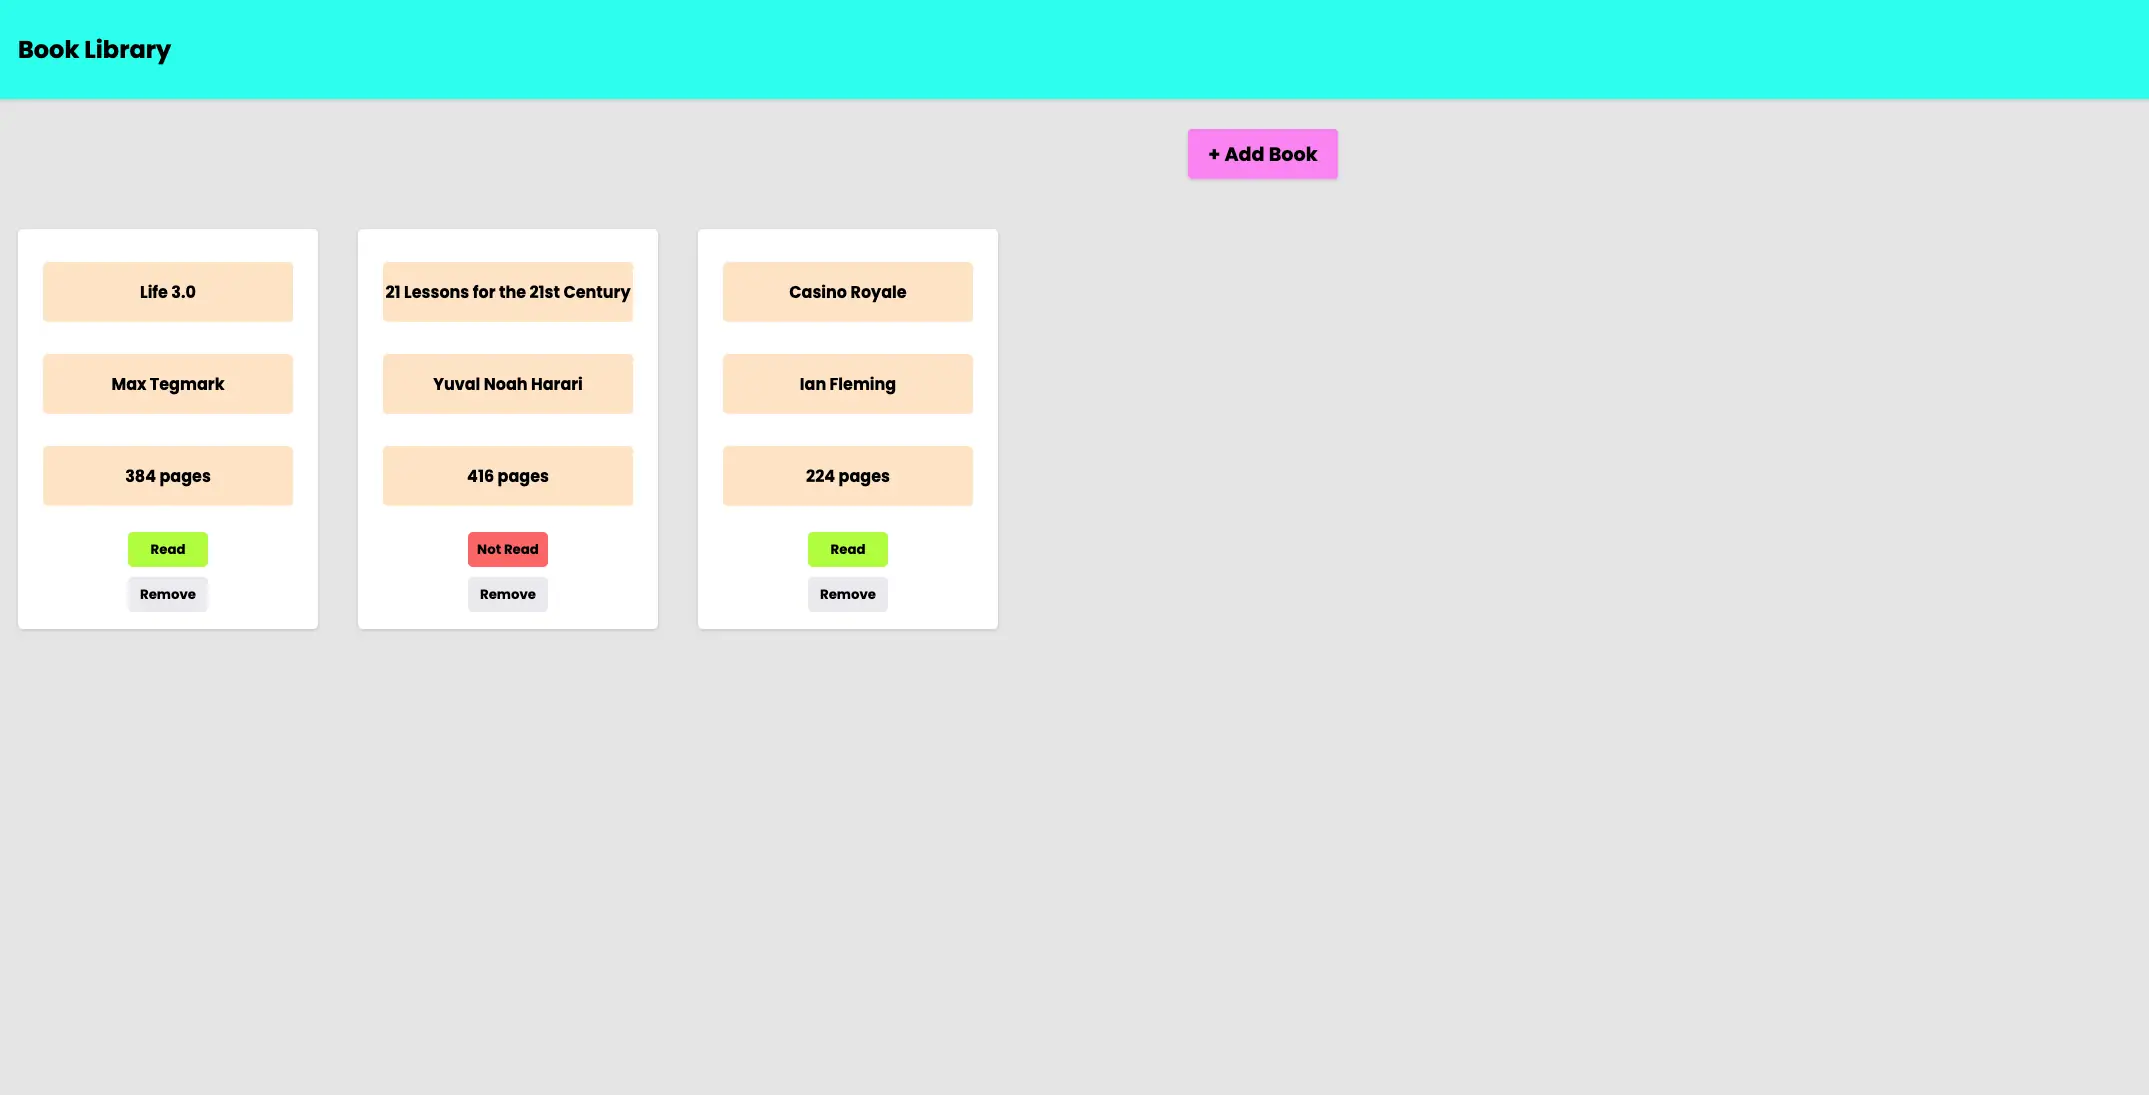 Book Library
+ Add Book
Life 3.0
Max Tegmark
384 pages
Read
Remove
21 Lessons for the 21st Century
Yuval Noah Harari
416 pages
Not Read
Remove
Casino Royale
Ian Fleming
224 pages
Read
Remove